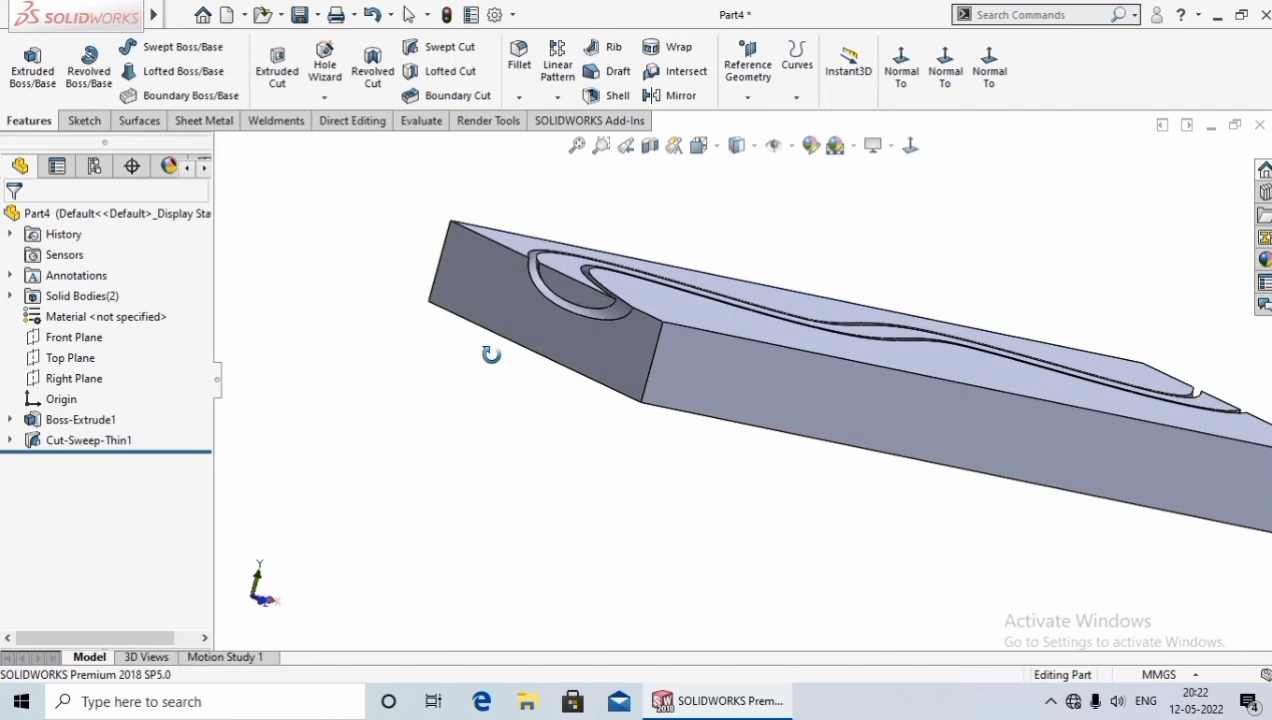 SOLIDWORKS
Part4 *
Search Commands
Extruded Boss/Base
Revolved Boss/Base
Swept Boss/Base
Lofted Boss/Base
Boundary Boss/Base
Extruded Cut
Hole Wizard
Revolved Cut
Swept Cut
Lofted Cut
Boundary Cut
Fillet
Linear Pattern
Rib
Draft
Shell
Wrap
Intersect
Mirror
Reference Geometry
Curves
Instant3D
Normal To
Normal To
Normal To
Features
Sketch
Surfaces
Sheet Metal
Weldments
Direct Editing
Evaluate
Render Tools
SOLIDWORKS Add-Ins
Part4 (Default<<Default>_Display Sta
History
Sensors
Annotations
Solid Bodies(2)
Material <not specified>
Front Plane
Top Plane
Right Plane
Origin
Boss-Extrude1
Cut-Sweep-Thin1
Y
X
Activate Windows
Go to Settings to activate Windows.
Model
3D Views
Motion Study 1
SOLIDWORKS Premium 2018 SP5.0
Editing Part
MMGS
Type here to search
SOLIDWORKS Prem...
ENG
20:22
12-05-2022
4